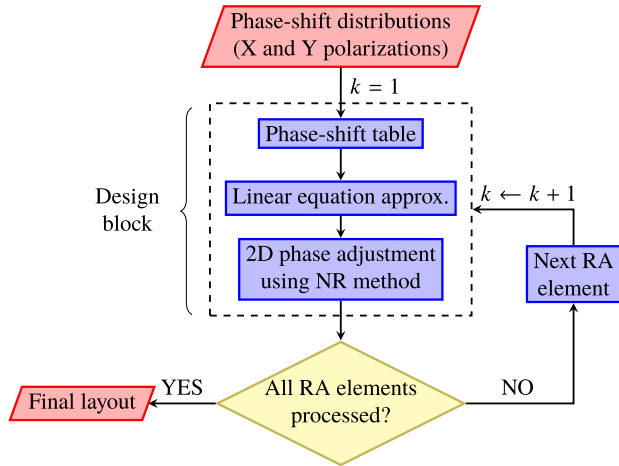 Phase-shift distributions
(X and Y polarizations)
k = 1
Phase-shift table
Linear equation approx.
2D phase adjustment
using NR method
Design
block
k ← k + 1
Next RA
element
All RA elements
processed?
YES
NO
Final layout